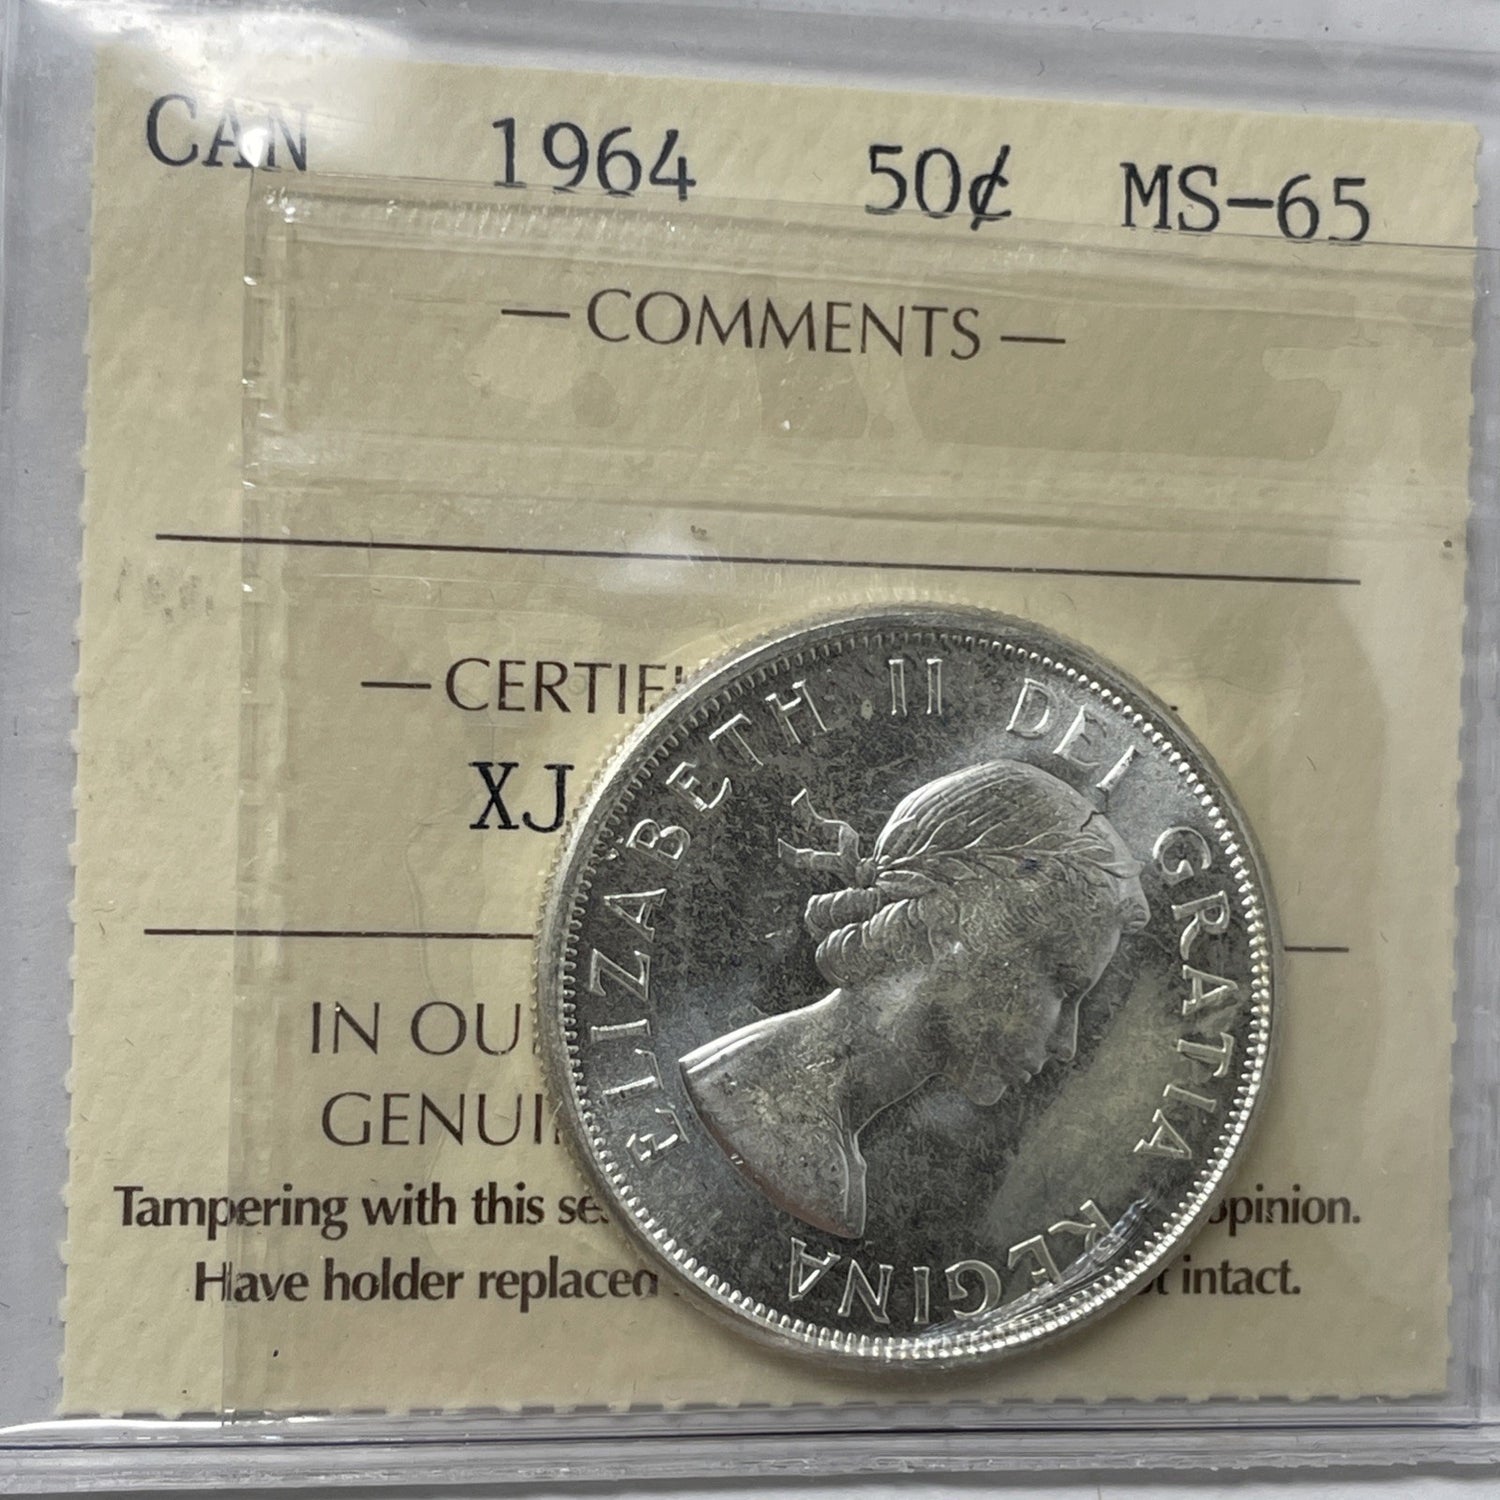 CAN 1964 50¢ MS-65
— COMMENTS —
— CERTIF
XJ
IN OU
GENUI
Tampering with this se opinion.
Have holder replaced intact.
ELIZABETH II DEI GRATIA REGINA